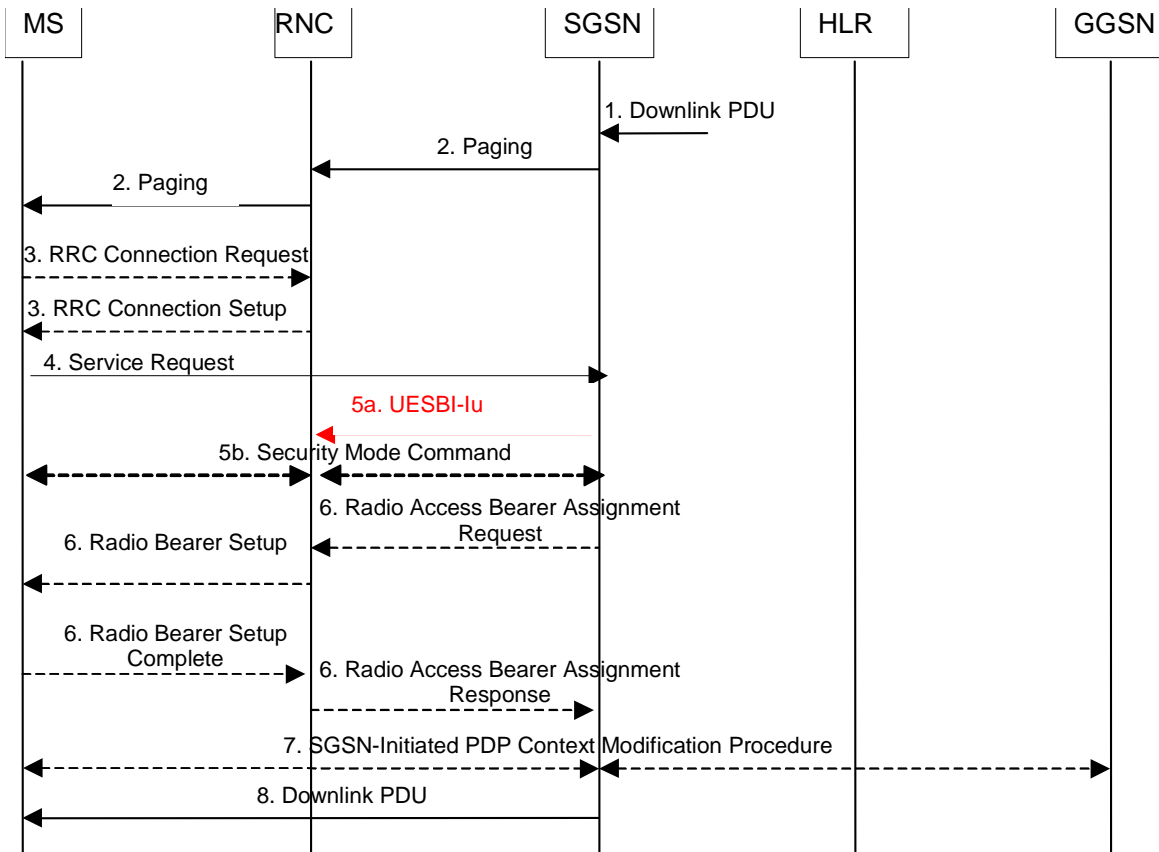 MS
RNC
SGSN
HLR
GGSN
1. Downlink PDU
2. Paging
2. Paging
3. RRC Connection Request
3. RRC Connection Setup
4. Service Request
5a. UESBI-Iu
5b. Security Mode Command
6. Radio Access Bearer Assignment
Request
6. Radio Bearer Setup
6. Radio Bearer Setup
Complete
6. Radio Access Bearer Assignment
Response
7. SGSN-Initiated PDP Context Modification Procedure
8. Downlink PDU